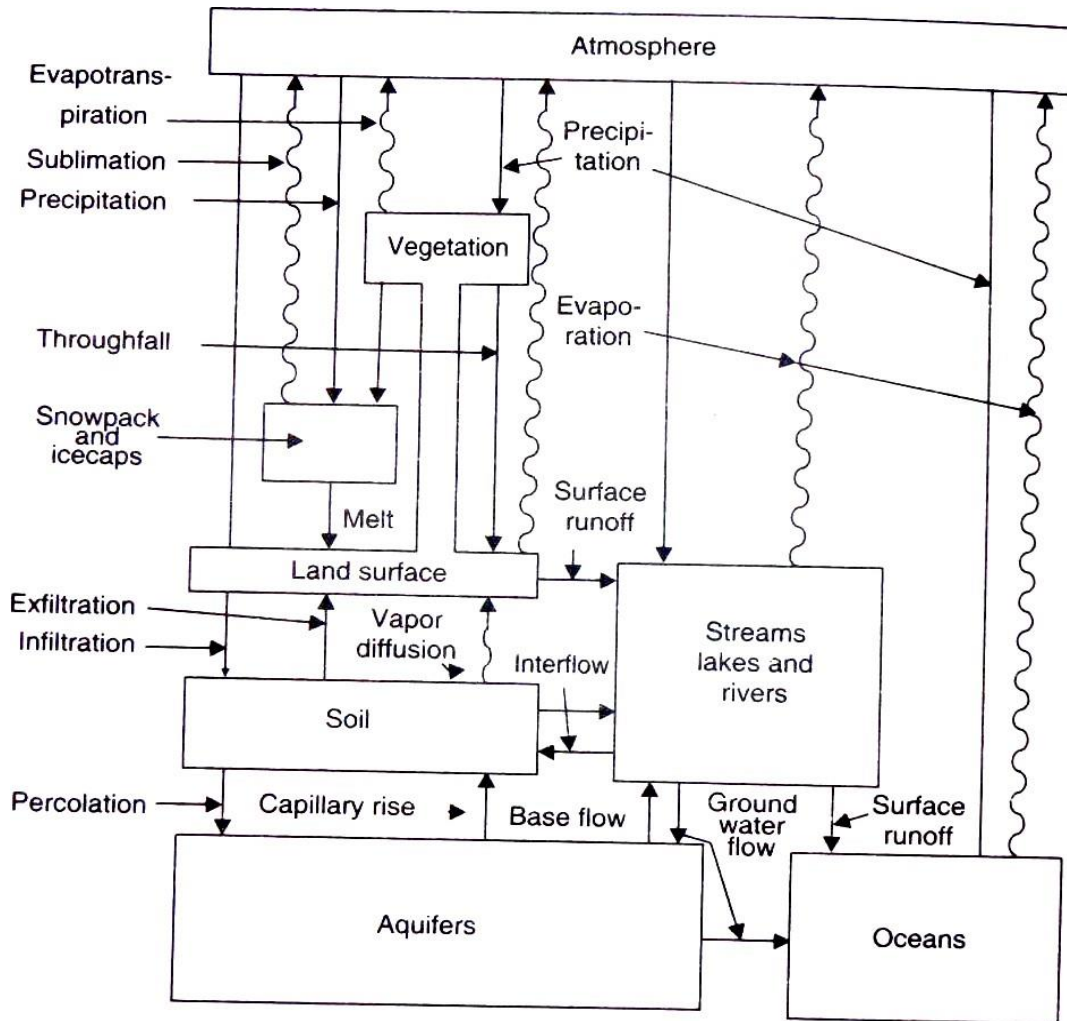 Atmosphere
Evapotrans-
piration
Sublimation
Precipitation
Precipi-
tation
Vegetation
Evapo-
ration
Throughfall
Snowpack
and
icecaps
Melt
Surface
runoff
Land surface
Exfiltration
Infiltration
Vapor
diffusion
Interflow
Streams
lakes and
rivers
Soil
Percolation
Capillary rise
Base flow
Ground
water
flow
Surface
runoff
Aquifers
Oceans